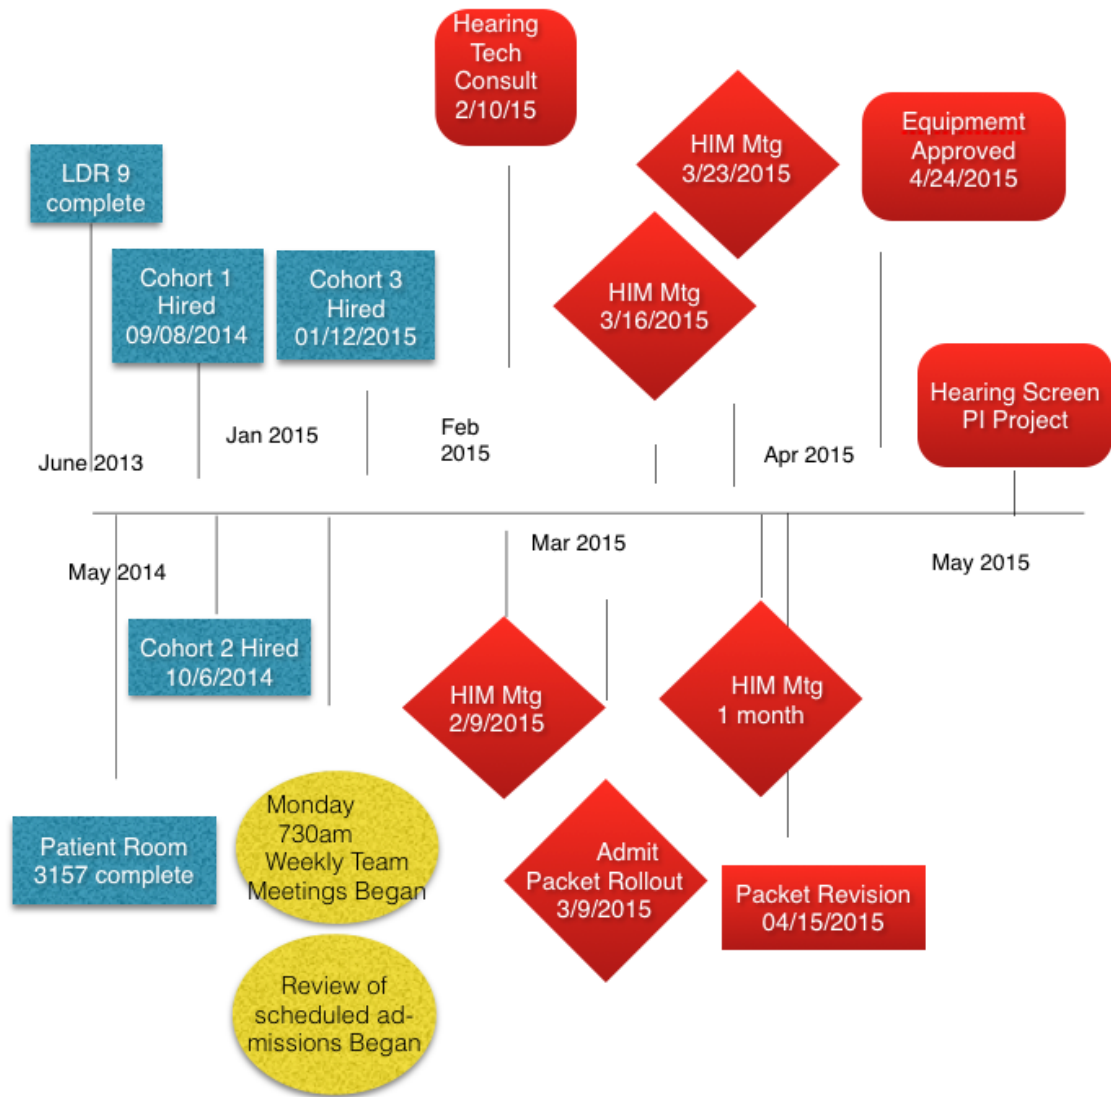 Hearing
Tech
Consult
2/10/15
HIM Mtg
3/23/2015
Equipmemt
Approved
4/24/2015
LDR 9
complete
Cohort 1
Hired
09/08/2014
Cohort 3
Hired
01/12/2015
HIM Mtg
3/16/2015
Hearing Screen
PI Project
June 2013
Jan 2015
Feb
2015
Apr 2015
May 2014
Mar 2015
May 2015
Cohort 2 Hired
10/6/2014
HIM Mtg
2/9/2015
HIM Mtg
1 month
Patient Room
3157 complete
Monday
730am
Weekly Team
Meetings Began
Admit
Packet Rollout
3/9/2015
Packet Revision
04/15/2015
Review of
scheduled ad-
missions Began